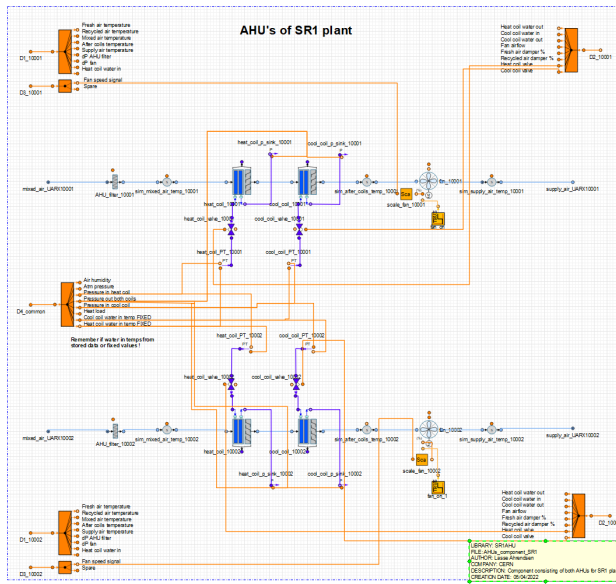 AHU's of SR1 plant
Fresh air temperature
Recycled air temperature
Mixed air temperature
After coils temperature
Supply air temperature
dP AHU filter
dP fan
Heat coil water in
D1_10001
Fan speed signal
Spare
D3_10001
Heat coil water out
Cool coil water in
Cool coil water out
Fan airflow
Fresh air damper %
Recycled air damper %
Heat coil valve
Cool coil valve
D2_10001
heat_coil_p_sink_10001
cool_coil_p_sink_10001
mixed_air_UARX10001
AHU_filter_10001
sim_mixed_air_temp_10001
heat_coil_10001
cool_coil_10001
sim_after_coils_temp_10001
scale_fan_10001
sim_supply_air_temp_10001
supply_air_UARX10001
heat_coil_valve_10001
cool_coil_valve_10001
heat_coil_PT_10001
cool_coil_PT_10001
Air humidity
Atm pressure
Pressure in heat coil
Pressure out both coils
Pressure in cool coil
Heat load
Cool coil water in temp FIXED
Heat coil water in temp FIXED
D4_common
Remember if water in temps from
stored data or fixed values !
heat_coil_PT_10002
cool_coil_PT_10002
heat_coil_valve_10002
cool_coil_valve_10002
mixed_air_UARX10002
AHU_filter_10002
sim_mixed_air_temp_10002
heat_coil_10002
cool_coil_10002
sim_after_coils_temp_10002
sim_supply_air_temp_10002
supply_air_UARX10002
scale_fan_10002
heat_coil_p_sink_10002
cool_coil_p_sink_10002
Fresh air temperature
Recycled air temperature
Mixed air temperature
After coils temperature
Supply air temperature
dP AHU filter
dP fan
Heat coil water in
D1_10002
Fan speed signal
Spare
D3_10002
Heat coil water out
Cool coil water in
Cool coil water out
Fan airflow
Fresh air damper %
Recycled air damper %
Heat coil valve
Cool coil valve
LIBRARY: SR1AHU
FILE: AHUs_component_SR1
AUTHOR: Lasse Ahrendsen
COMPANY: CERN
DESCRIPTION: Component consisting of both AHUs for SR1
CREATION DATE: 05/04/2022